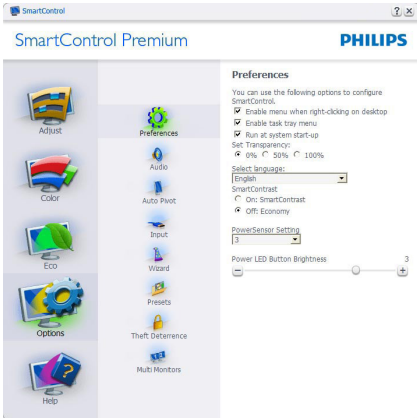 SmartControl
SmartControl Premium
PHILIPS
Adjust
Color
Eco
Options
Help
Preferences
Audio
Auto Pivot
Input
Wizard
Presets
Theft Deterrence
Multi Monitors
Preferences
You can use the following options to configure
SmartControl.
Enable menu when right-clicking on desktop
Enable task tray menu
Run at system start-up
Set Transparency:
0% 50% 100%
Select language:
English
SmartContrast
On: SmartContrast
Off: Economy
PowerSensor Setting
3
Power LED Button Brightness 3